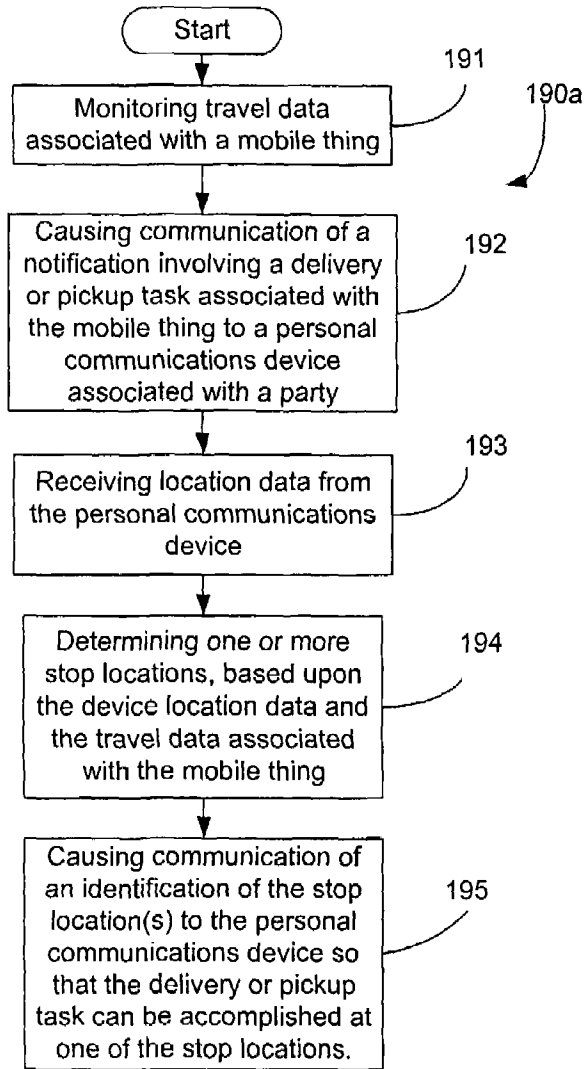 Start
191
190a
Monitoring travel data
associated with a mobile thing
Causing communication of a
notification involving a delivery
or pickup task associated with
the mobile thing to a personal
communications device
associated with a party
192
193
Receiving location data from
the personal communications
device
Determining one or more
stop locations, based upon
the device location data and
the travel data associated
with the mobile thing
194
Causing communication of
an identification of the stop
location(s) to the personal
communications device so
that the delivery or pickup
task can be accomplished at
one of the stop locations.
195